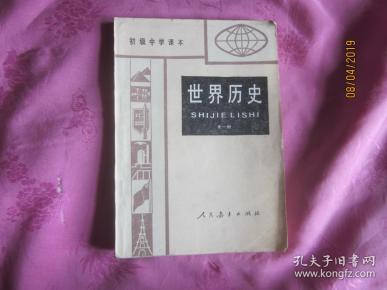 初级中学课本
世界历史
SHIJIE LISHI
全一册
人民教育出版社
08/04/2019
孔夫子旧书网
www.kongfz.com